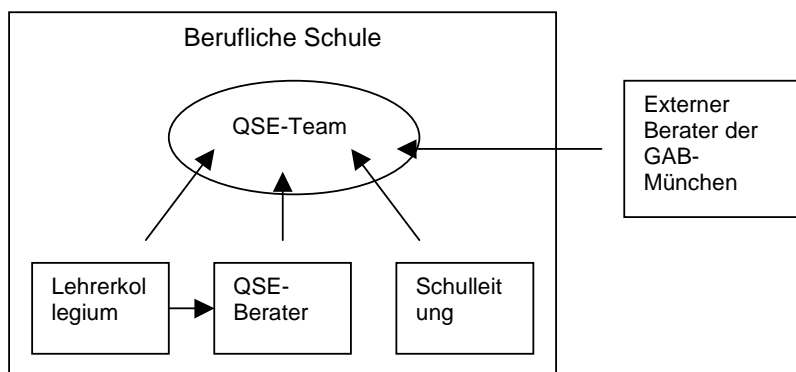 Berufliche Schule
QSE-Team
Externer
Berater der
GAB-
München
Lehrerkol
legium
QSE-
Berater
Schulleit
ung